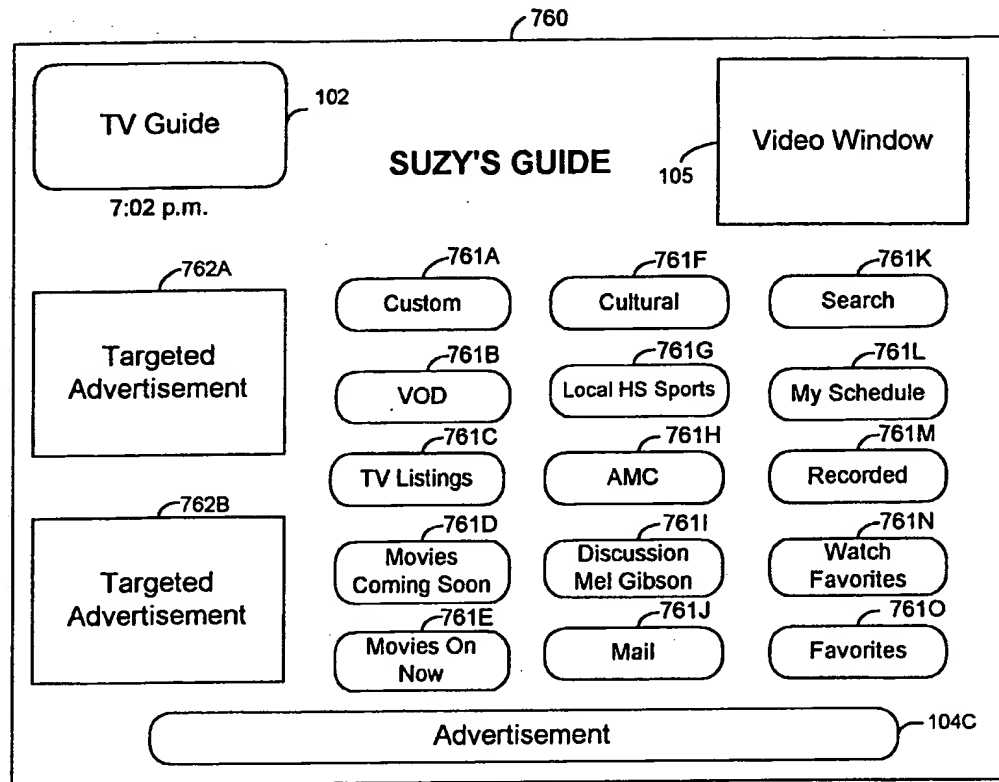 760
TV Guide
102
SUZY'S GUIDE
105
Video Window
7:02 p.m.
762A
Targeted
Advertisement
762B
Targeted
Advertisement
761A
Custom
761B
VOD
761C
TV Listings
761D
Movies
Coming Soon
761E
Movies On
Now
761F
Cultural
761G
Local HS Sports
761H
AMC
761I
Discussion
Mel Gibson
761J
Mail
761K
Search
761L
My Schedule
761M
Recorded
761N
Watch
Favorites
761O
Favorites
Advertisement
104C